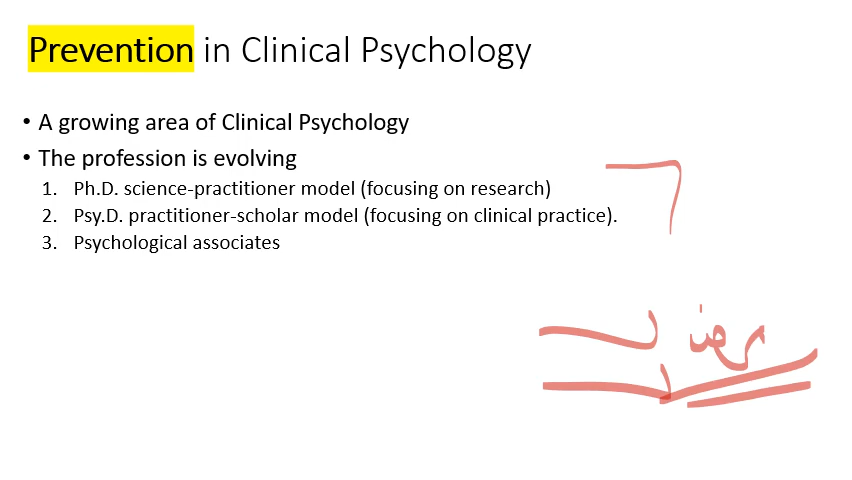 Prevention in Clinical Psychology
• A growing area of Clinical Psychology
• The profession is evolving
1. Ph.D. science-practitioner model (focusing on research)
2. Psy.D. practitioner-scholar model (focusing on clinical practice).
3. Psychological associates